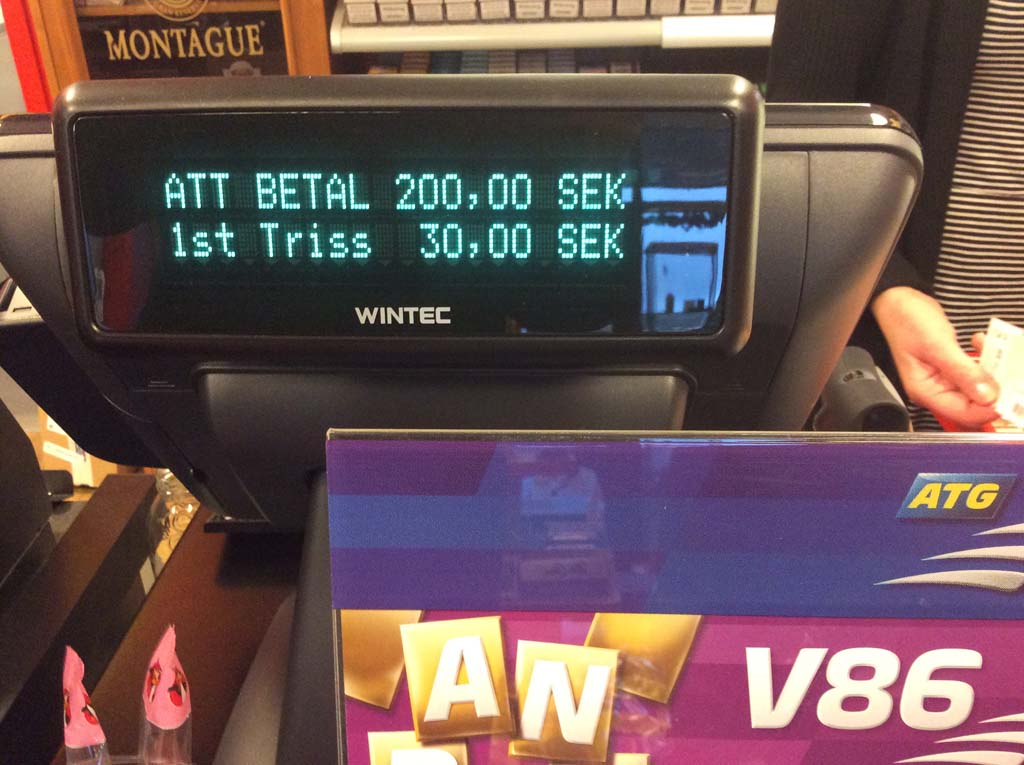 MONTAGUE
ATT BETAL 200,00 SEK
1st Triss 30,00 SEK
WINTEC
ATG
AN
V86